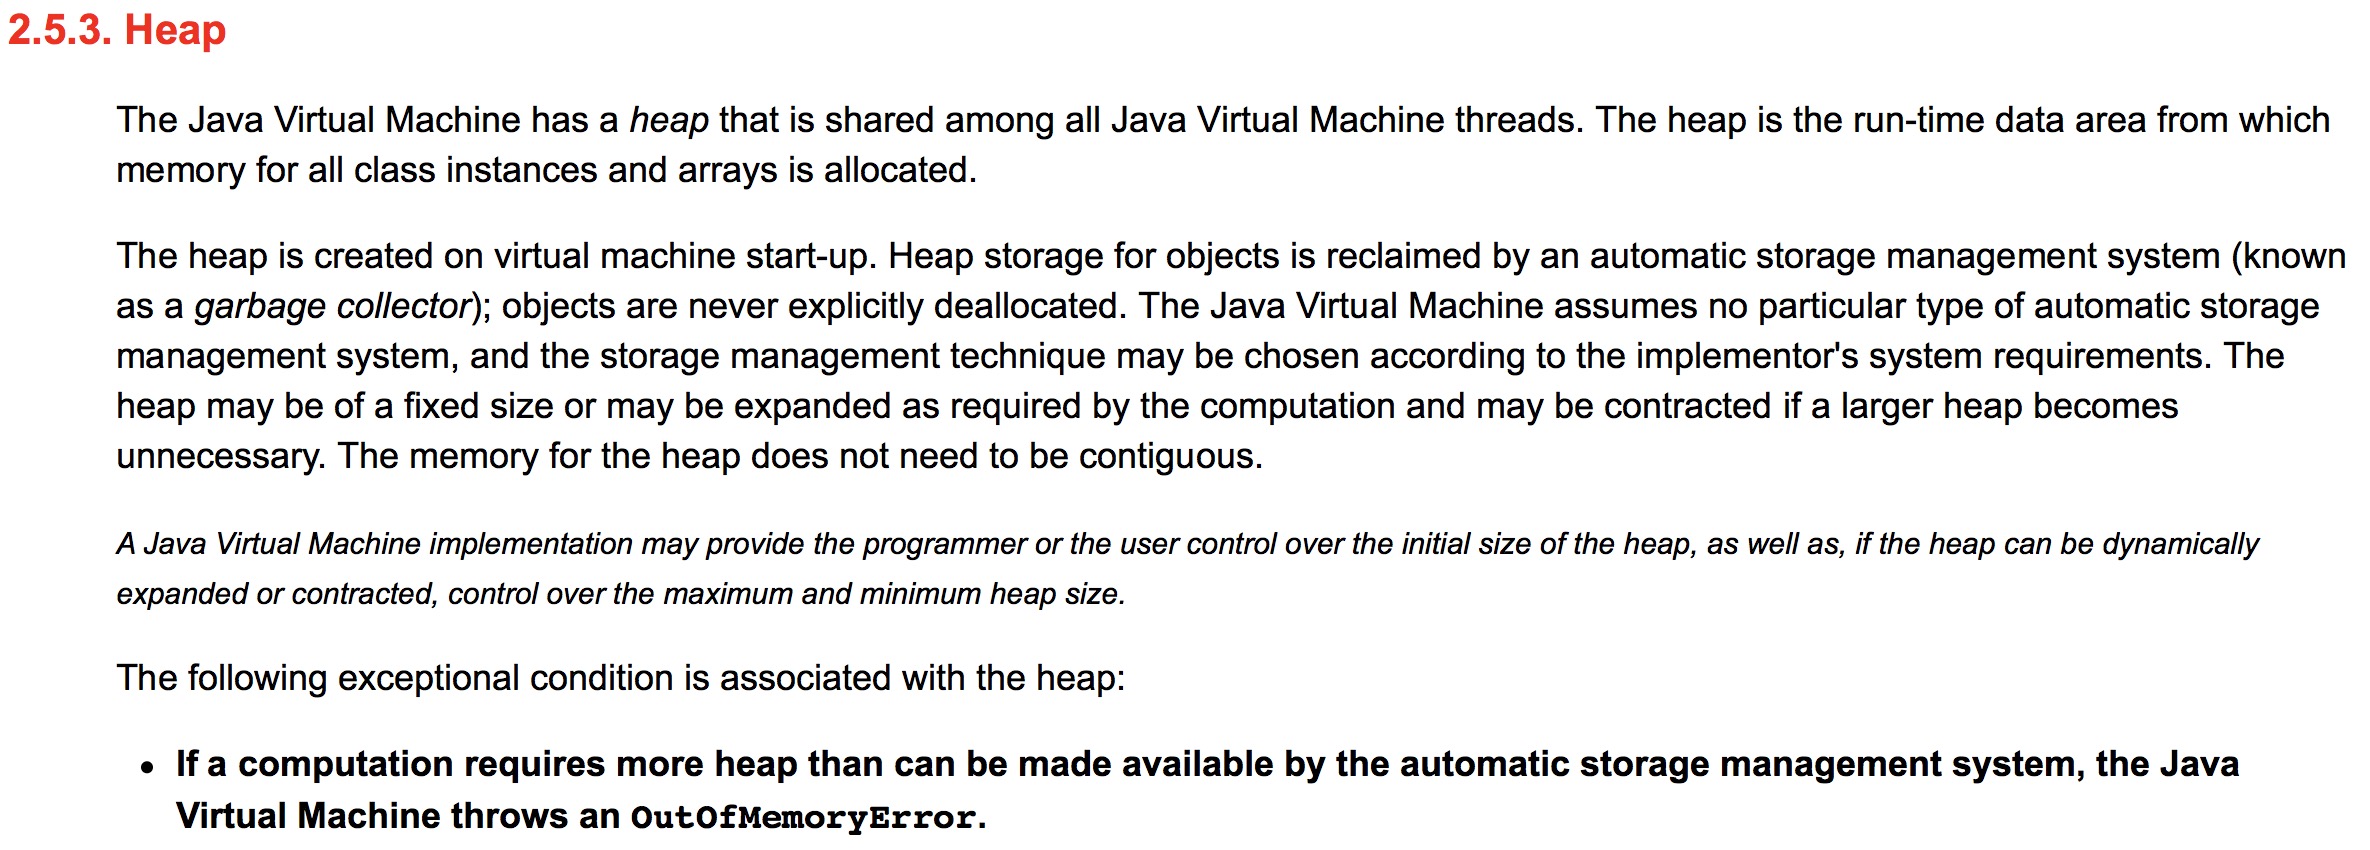 2.5.3. Heap
The Java Virtual Machine has a heap that is shared among all Java Virtual Machine threads. The heap is the run-time data area from which
memory for all class instances and arrays is allocated.
The heap is created on virtual machine start-up. Heap storage for objects is reclaimed by an automatic storage management system (known
as a garbage collector); objects are never explicitly deallocated. The Java Virtual Machine assumes no particular type of automatic storage
management system, and the storage management technique may be chosen according to the implementor's system requirements. The
heap may be of a fixed size or may be expanded as required by the computation and may be contracted if a larger heap becomes
unnecessary. The memory for the heap does not need to be contiguous.
A Java Virtual Machine implementation may provide the programmer or the user control over the initial size of the heap, as well as, if the heap can be dynamically
expanded or contracted, control over the maximum and minimum heap size.
The following exceptional condition is associated with the heap:
• If a computation requires more heap than can be made available by the automatic storage management system, the Java
Virtual Machine throws an OutOfMemoryError.